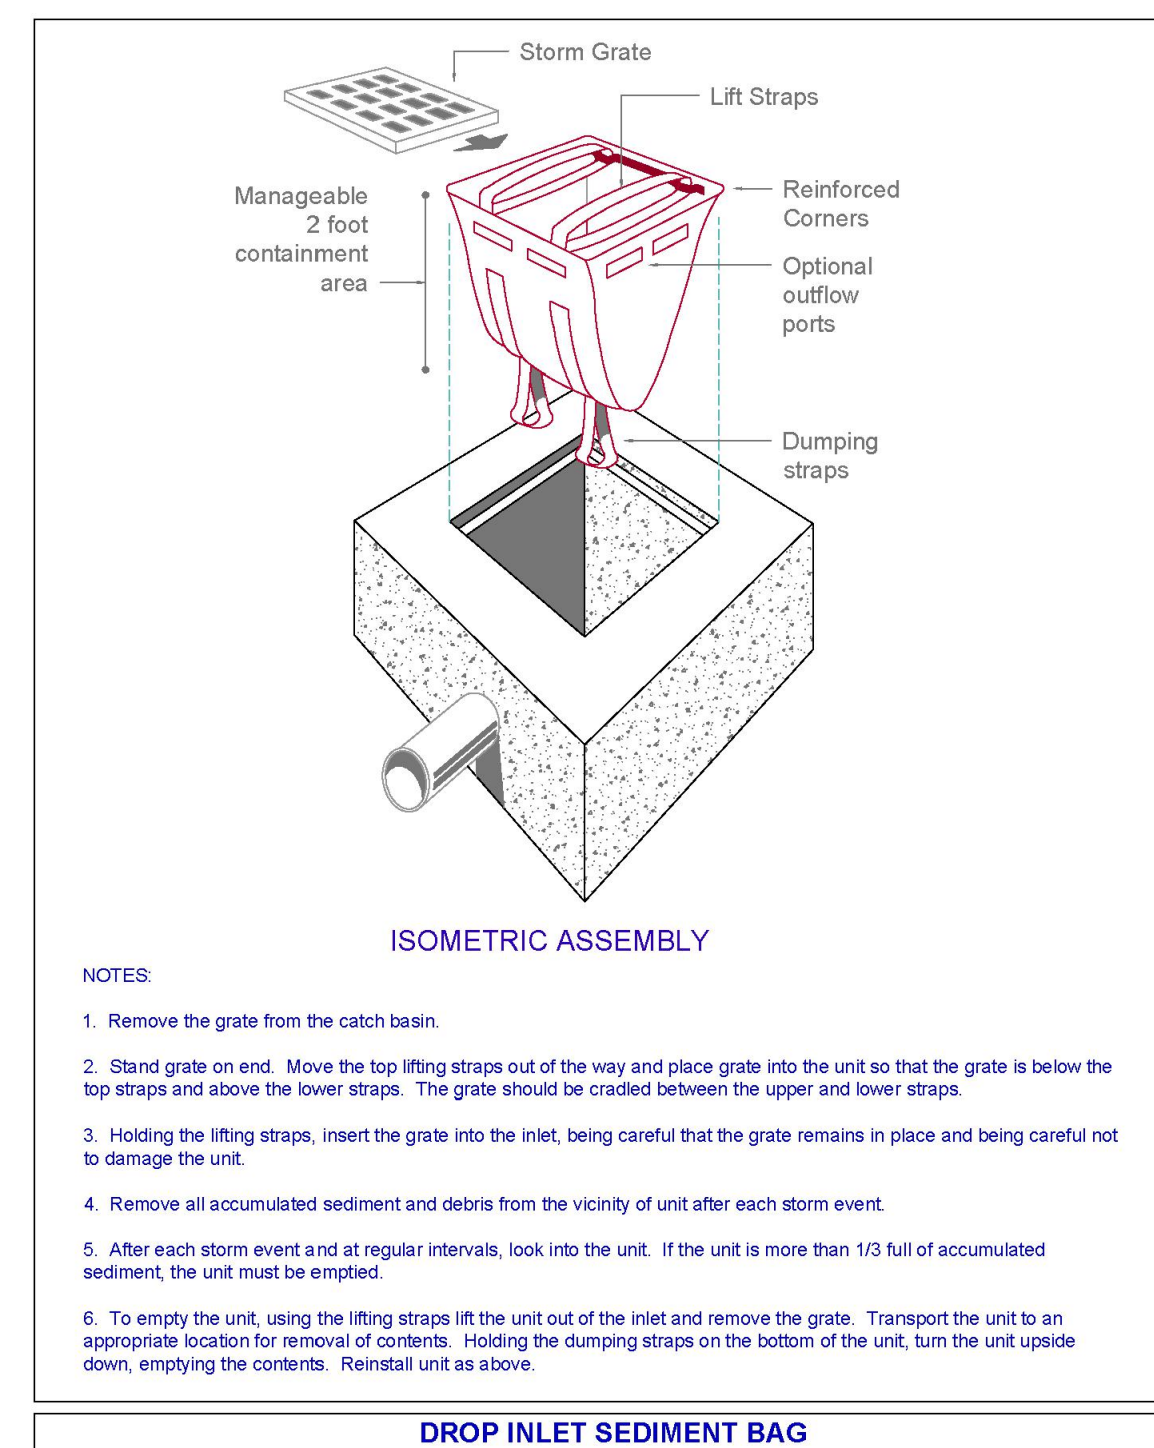 Storm Grate
Lift Straps
Manageable
2 foot
containment
area
Reinforced
Corners
Optional
outflow
ports
Dumping
straps
ISOMETRIC ASSEMBLY
NOTES:
1.  Remove the grate from the catch basin.
2.  Stand grate on end.  Move the top lifting straps out of the way and place grate into the unit so that the grate is below the
top straps and above the lower straps.  The grate should be cradled between the upper and lower straps.
3.  Holding the lifting straps, insert the grate into the inlet, being careful that the grate remains in place and being careful not
to damage the unit.
4.  Remove all accumulated sediment and debris from the vicinity of unit after each storm event.
5.  After each storm event and at regular intervals, look into the unit.  If the unit is more than 1/3 full of accumulated
sediment, the unit must be emptied.
6.  To empty the unit, using the lifting straps lift the unit out of the inlet and remove the grate.  Transport the unit to an
appropriate location for removal of contents.  Holding the dumping straps on the bottom of the unit, turn the unit upside
down, emptying the contents.  Reinstall unit as above.
DROP INLET SEDIMENT BAG